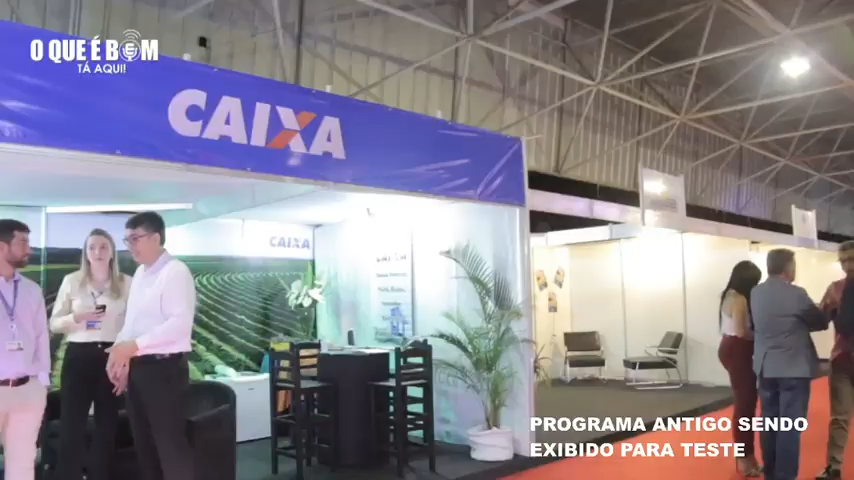 O QUE É BOM
TÁ AQUI!
CAIXA
CAIXA
CAIXA
PROGRAMA ANTIGO SENDO
EXIBIDO PARA TESTE